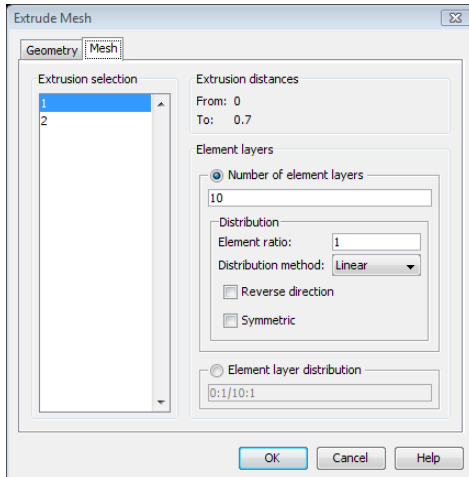 Extrude Mesh
Geometry
Mesh
Extrusion selection
1
2
Extrusion distances
From: 0
To: 0.7
Element layers
Number of element layers
10
Distribution
Element ratio: 1
Distribution method: Linear
Reverse direction
Symmetric
Element layer distribution
0:1/10:1
OK
Cancel
Help